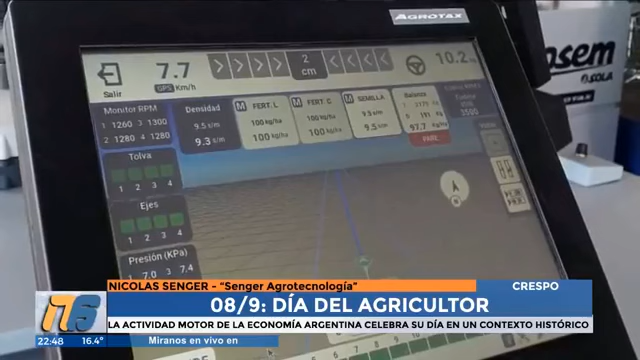 AGROTAX
Salir
7.7
GPS Km/h
2
cm
10.2
Monitor RPM
1 1260 3 1300
2 1280 4 1280
Densidad
9.5 s/m
9.3 s/m
M FERT. L
100 kg/ha
100 kg/ha
M FERT. C
100 kg/ha
100 kg/ha
M SEMILLA
9.5 s/m
Balanza
97.7
3500
Tolva
1 2 3 4
Ejes
1 2 3 4
Presión (KPa)
1 7,0 3 7,4
SOLA
NICOLAS SENGER - "Senger Agrotecnología"
CRESPO
08/9: DÍA DEL AGRICULTOR
LA ACTIVIDAD MOTOR DE LA ECONOMÍA ARGENTINA CELEBRA SU DÍA EN UN CONTEXTO HISTÓRICO
22:48 16.4° Miranos en vivo en